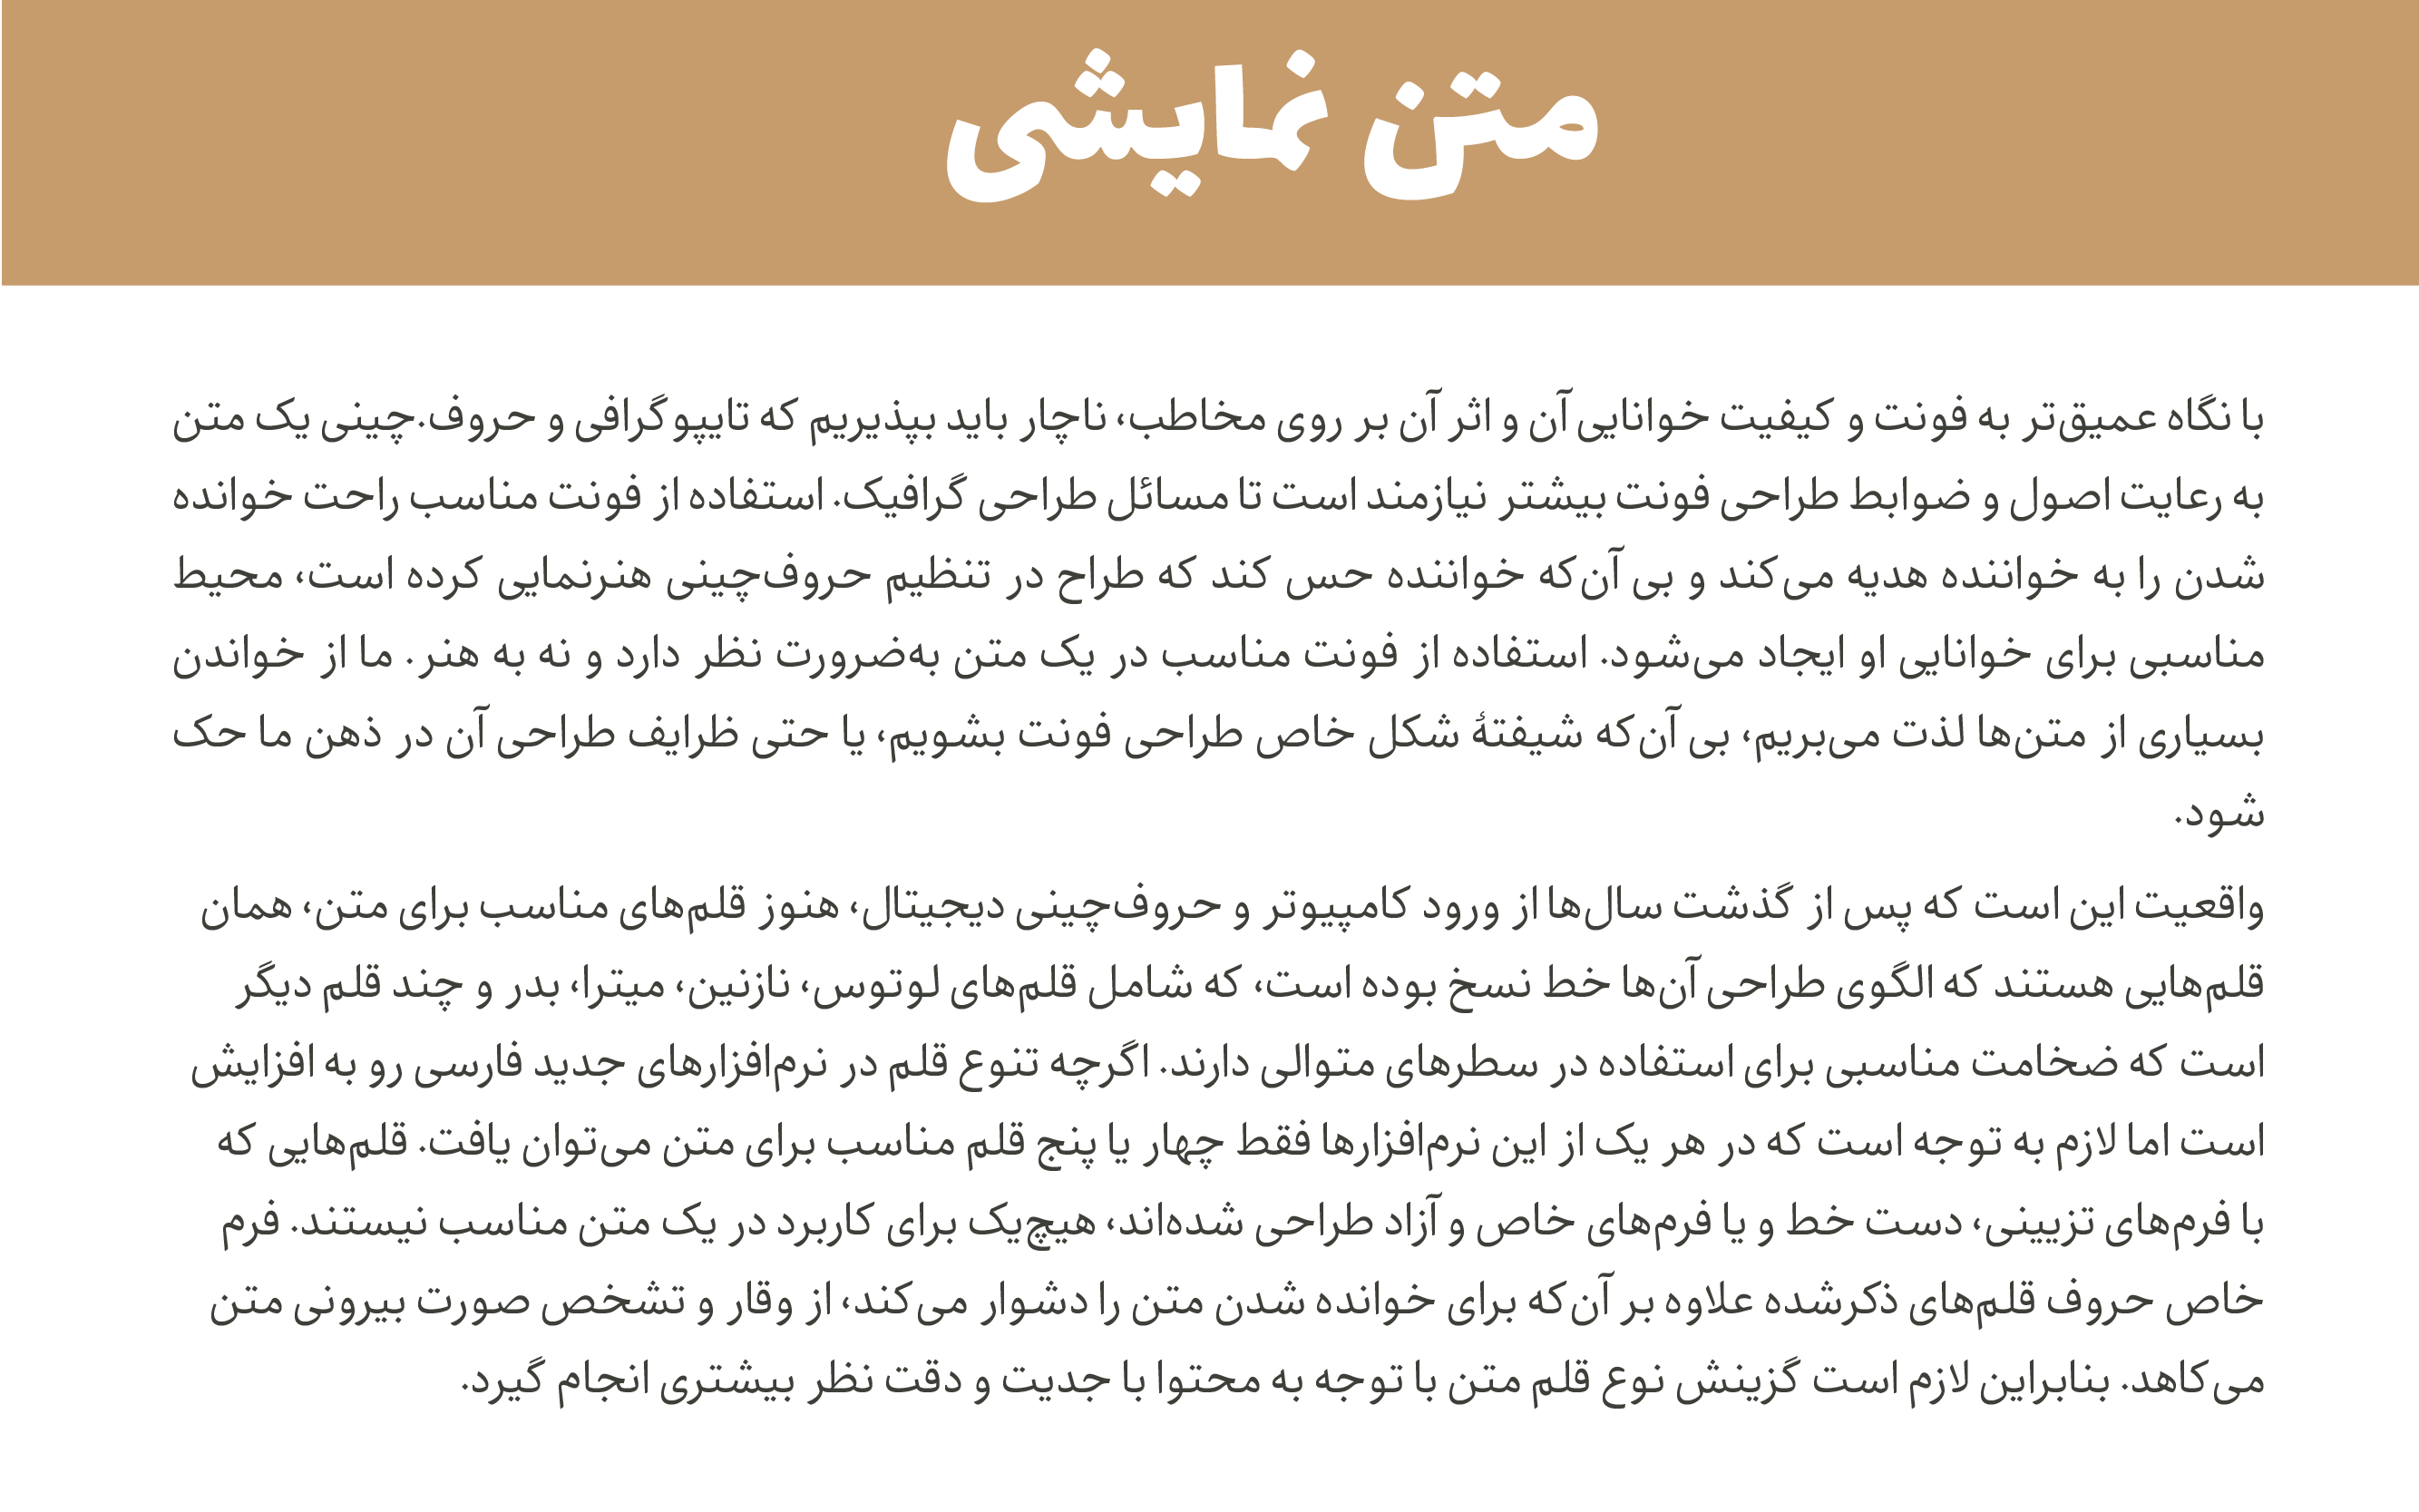 متن نمایشی
با نگاه عمیق‌تر به فونت و کیفیت خوانایی آن و اثر آن بر روی مخاطب، ناچار باید بپذیریم که تایپوگرافی و حروف.چینی یک متن
به رعایت اصول و ضوابط طراحی فونت بیشتر نیازمند است تا مسائل طراحی گرافیک. استفاده از فونت مناسب راحت خوانده
شدن را به خواننده هدیه می‌کند و بی آن‌که خواننده حس کند که طراح در تنظیم حروف‌چینی هنرنمایی کرده است، محیط
مناسبی برای خوانایی او ایجاد می‌شود. استفاده از فونت مناسب در یک متن به‌ضرورت نظر دارد و نه به هنر. ما از خواندن
بسیاری از متن‌ها لذت می‌بریم، بی آن‌که شیفتهٔ شکل خاص طراحی فونت بشویم، یا حتی ظرایف طراحی آن در ذهن ما حک
شود.
واقعیت این است که پس از گذشت سال‌ها از ورود کامپیوتر و حروف‌چینی دیجیتال، هنوز قلم‌های مناسب برای متن، همان
قلم‌هایی هستند که الگوی طراحی آن‌ها خط نسخ بوده است، که شامل قلم‌های لوتوس، نازنین، میترا، بدر و چند قلم دیگر
است که ضخامت مناسبی برای استفاده در سطرهای متوالی دارند. اگرچه تنوع قلم در نرم‌افزارهای جدید فارسی رو به افزایش
است اما لازم به توجه است که در هر یک از این نرم‌افزارها فقط چهار یا پنج قلم مناسب برای متن می‌توان یافت. قلم‌هایی که
با فرم‌های تزیینی، دست خط و یا فرم‌های خاص و آزاد طراحی شده‌اند، هیچ‌یک برای کاربرد در یک متن مناسب نیستند. فرم
خاص حروف قلم‌های ذکرشده علاوه بر آن‌که برای خوانده شدن متن را دشوار می‌کند، از وقار و تشخص صورت بیرونی متن
می‌کاهد. بنابراین لازم است گزینش نوع قلم متن با توجه به محتوا با جدیت و دقت نظر بیشتری انجام گیرد.